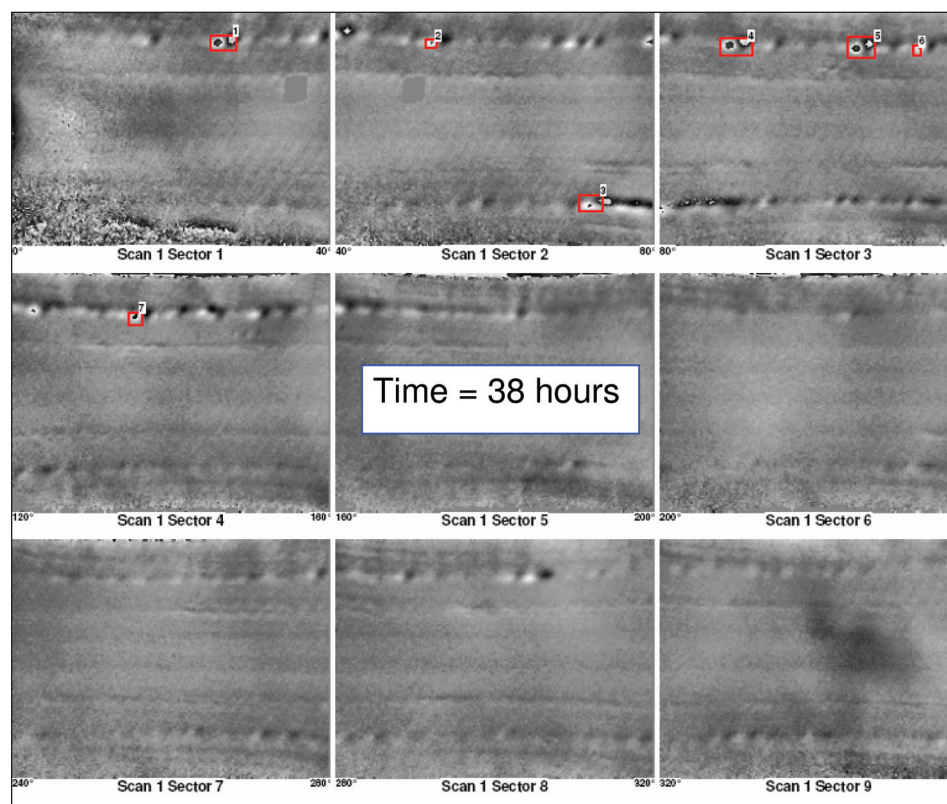 1
2
3
4
5
6
0° Scan 1 Sector 1 40°
40° Scan 1 Sector 2 80°
80° Scan 1 Sector 3
7
Time = 38 hours
120° Scan 1 Sector 4 160°
160° Scan 1 Sector 5 200°
200° Scan 1 Sector 6
240° Scan 1 Sector 7 280°
280° Scan 1 Sector 8 320°
320° Scan 1 Sector 9